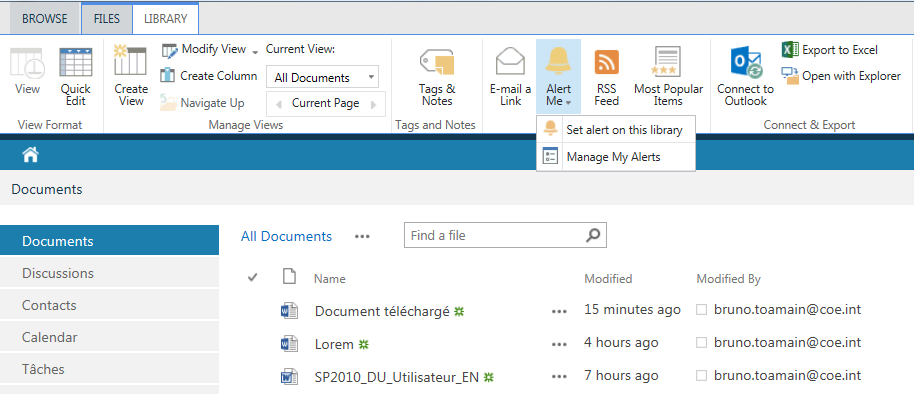 BROWSE FILES LIBRARY
View
Quick Edit
View Format
Create View
Modify View
Create Column
Navigate Up
Current View:
All Documents
Current Page
Manage Views
Tags & Notes
Tags and Notes
E-mail a Link
Alert Me
RSS Feed
Most Popular Items
Connect to Outlook
Export to Excel
Open with Explorer
Connect & Export
Set alert on this library
Manage My Alerts
Documents
Documents
Discussions
Contacts
Calendar
Tâches
All Documents ••• Find a file
Name Modified Modified By
Document téléchargé ••• 15 minutes ago bruno.toamain@coe.int
Lorem ••• 4 hours ago bruno.toamain@coe.int
SP2010_DU_Utilisateur_EN ••• 7 hours ago bruno.toamain@coe.int